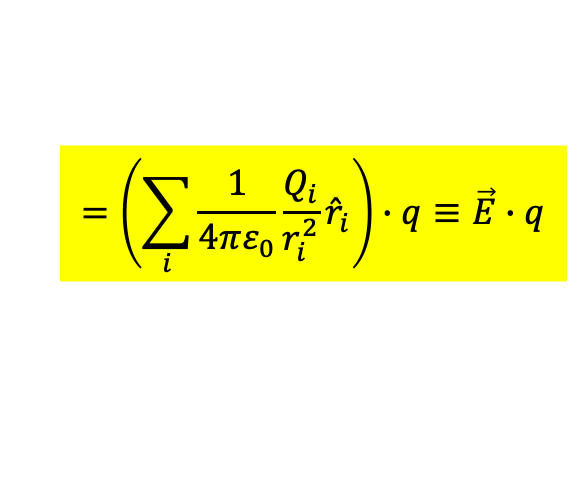 = (∑ᵢ 1/(4πε₀) Qᵢ/rᵢ² r̂ᵢ) · q ≡ E⃗ · q